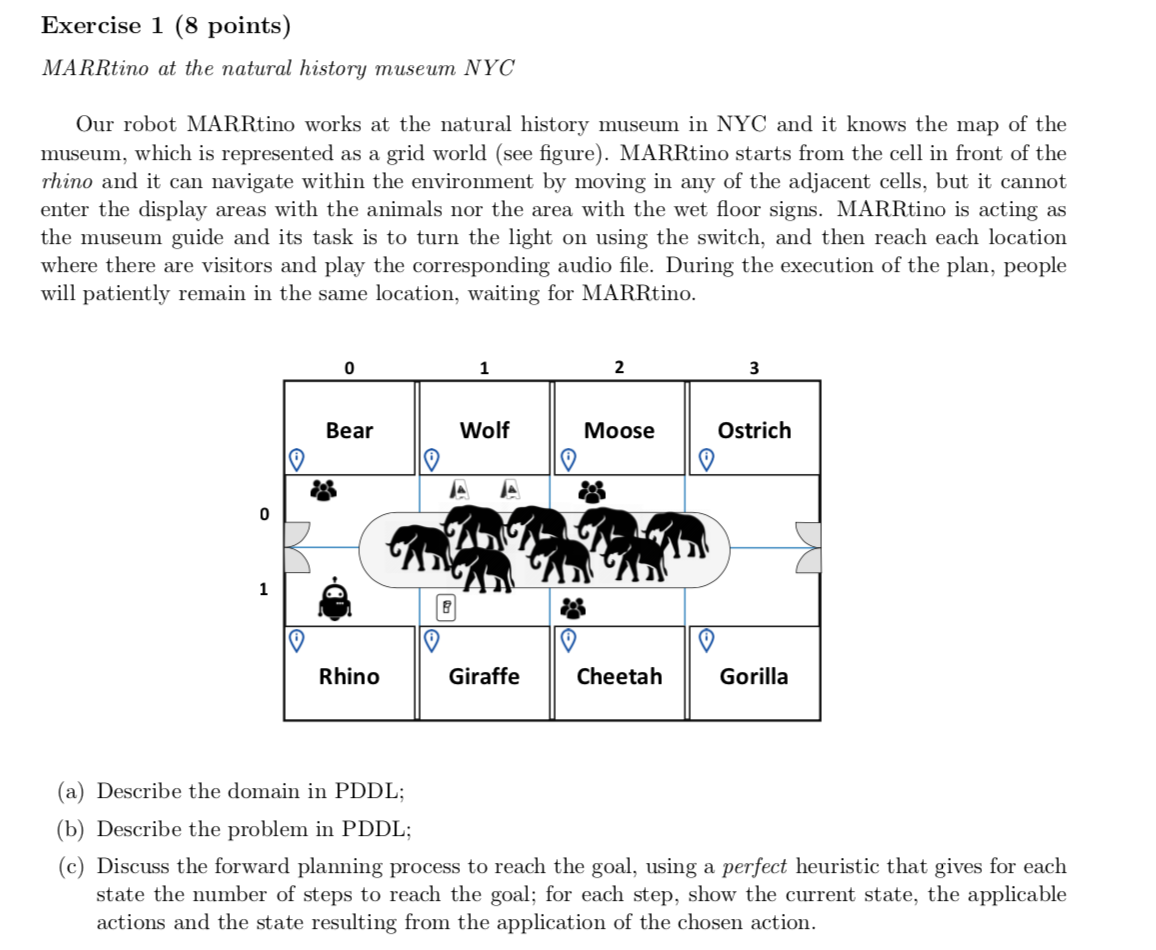 Exercise 1 (8 points)
MARRtino at the natural history museum NYC
Our robot MARRtino works at the natural history museum in NYC and it knows the map of the
museum, which is represented as a grid world (see figure). MARRtino starts from the cell in front of the
rhino and it can navigate within the environment by moving in any of the adjacent cells, but it cannot
enter the display areas with the animals nor the area with the wet floor signs. MARRtino is acting as
the museum guide and its task is to turn the light on using the switch, and then reach each location
where there are visitors and play the corresponding audio file. During the execution of the plan, people
will patiently remain in the same location, waiting for MARRtino.
0 1 2 3
Bear Wolf Moose Ostrich
0
1
Rhino Giraffe Cheetah Gorilla
(a) Describe the domain in PDDL;
(b) Describe the problem in PDDL;
(c) Discuss the forward planning process to reach the goal, using a perfect heuristic that gives for each
state the number of steps to reach the goal; for each step, show the current state, the applicable
actions and the state resulting from the application of the chosen action.